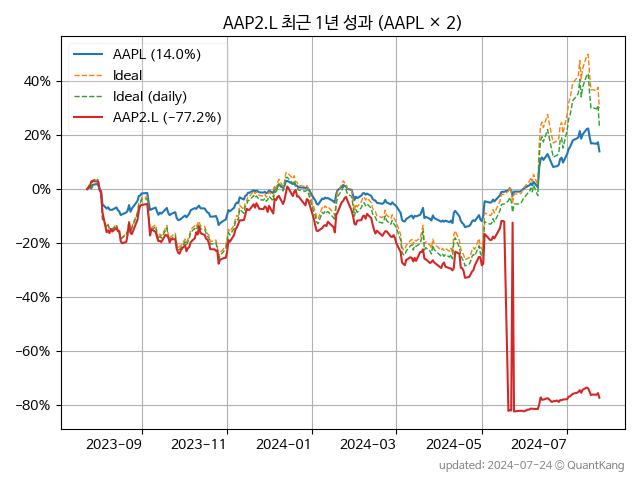 AAP2.L 최근 1년 성과 (AAPL × 2)
AAPL (14.0%)
Ideal
Ideal (daily)
AAP2.L (−77.2%)
40%
20%
0%
−20%
−40%
−60%
−80%
2023−09
2023−11
2024−01
2024−03
2024−05
2024−07
updated: 2024-07-24 © QuantKang